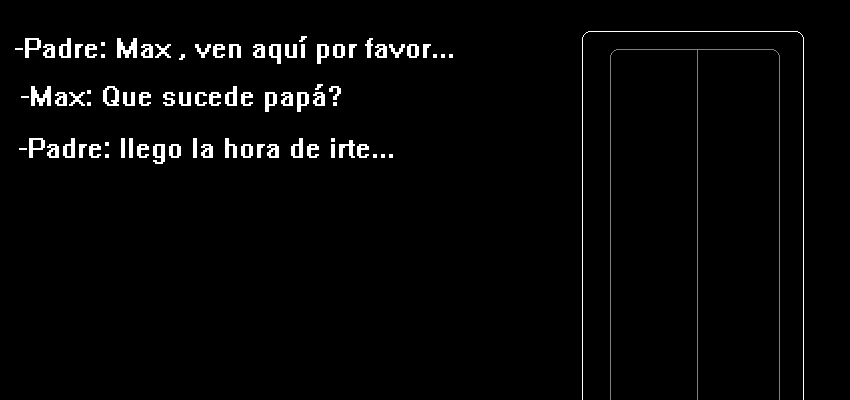 -Padre: Max , ven aquí por favor...
-Max: Que sucede papá?
-Padre: llego la hora de irte...